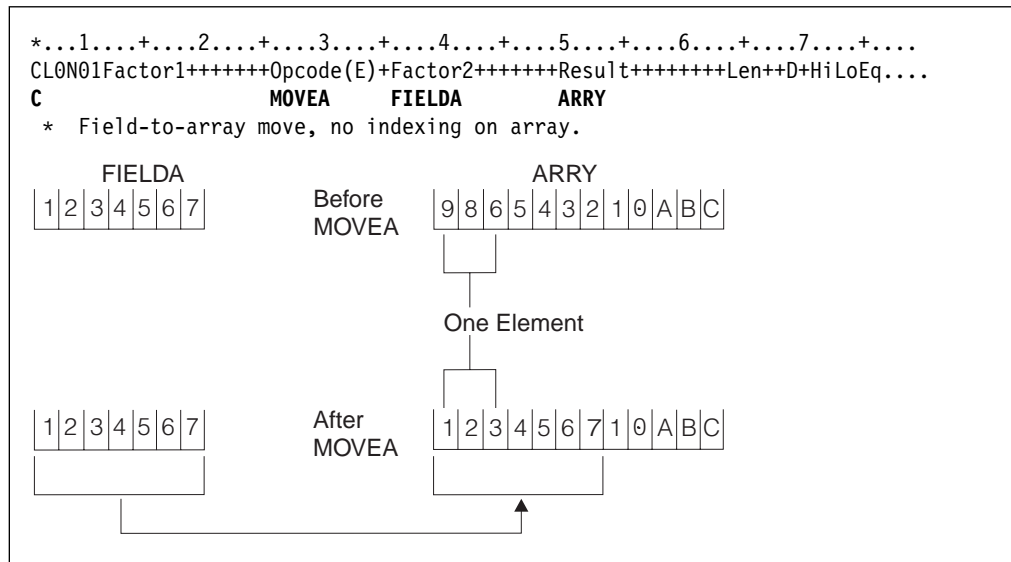 *...1....+....2....+....3....+....4....+....5....+....6....+....7....+....
CL0N01Factor1+++++++Opcode(E)+Factor2+++++++Result++++++++Len++D+HiLoEq....
C MOVEA FIELDA ARRY
* Field-to-array move, no indexing on array.
FIELDA ARRY
1 2 3 4 5 6 7 Before MOVEA 9 8 6 5 4 3 2 1 0 A B C
One Element
1 2 3 4 5 6 7 After MOVEA 1 2 3 4 5 6 7 1 0 A B C